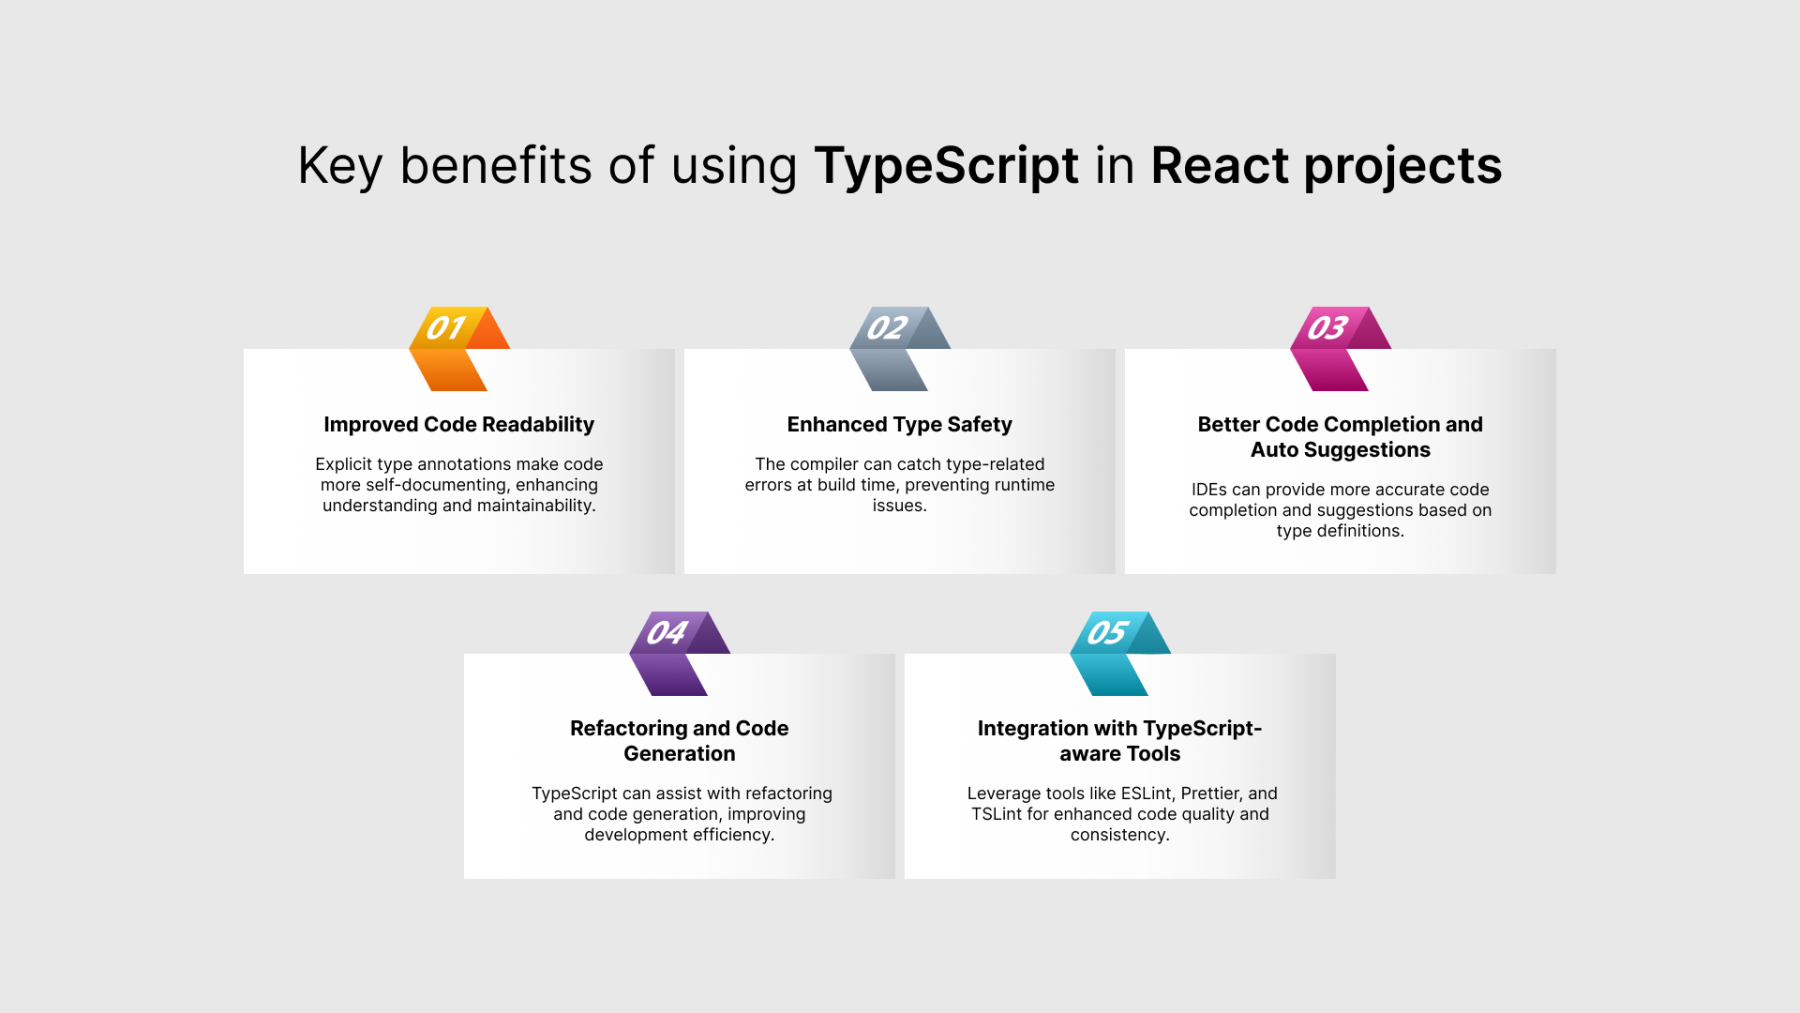 Key benefits of using TypeScript in React projects
01
Improved Code Readability
Explicit type annotations make code
more self-documenting, enhancing
understanding and maintainability.
02
Enhanced Type Safety
The compiler can catch type-related
errors at build time, preventing runtime
issues.
03
Better Code Completion and
Auto Suggestions
IDEs can provide more accurate code
completion and suggestions based on
type definitions.
04
Refactoring and Code
Generation
TypeScript can assist with refactoring
and code generation, improving
development efficiency.
05
Integration with TypeScript-
aware Tools
Leverage tools like ESLint, Prettier, and
TSLint for enhanced code quality and
consistency.